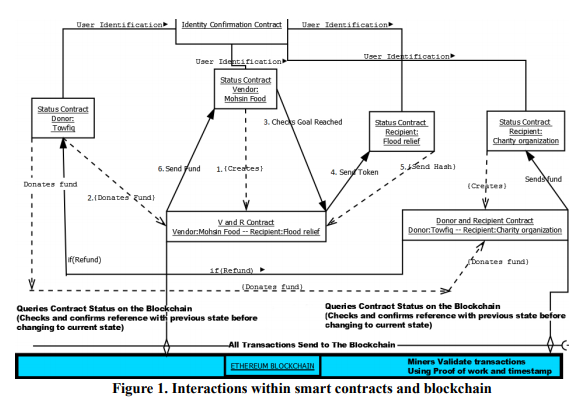 Identity Confirmation Contract
User Identification
User Identification
User Identification
User Identification
Status Contract
Vendor:
Mohsin Food
Status Contract
Donor:
Towfiq
Status Contract
Recipient:
Flood relief
Status Contract
Recipient:
Charity organization
3. Checks Goal Reached
6. Send Fund
1. {Creates}
4. Send Token
5.{Send Hash}
Donates fund
2.{Donates Fund}
{Creates}
Sends fund
V and R Contract
Vendor:Mohsin Food -- Recipient:Flood relief
Donor and Recipient Contract
Donor:Towfiq -- Recipient:Charity organization
if(Refund)
if(Refund)
{Donates fund}
{Donates fund}
Queries Contract Status on the Blockchain
(Checks and confirms reference with previous state before
changing to current state)
Queries Contract Status on the Blockchain
(Checks and confirms reference with previous state before
changing to current state)
All Transactions Send to The Blockchain
ETHEREUM BLOCKCHAIN
Miners Validate transactions
Using Proof of work and timestamp
Figure 1. Interactions within smart contracts and blockchain